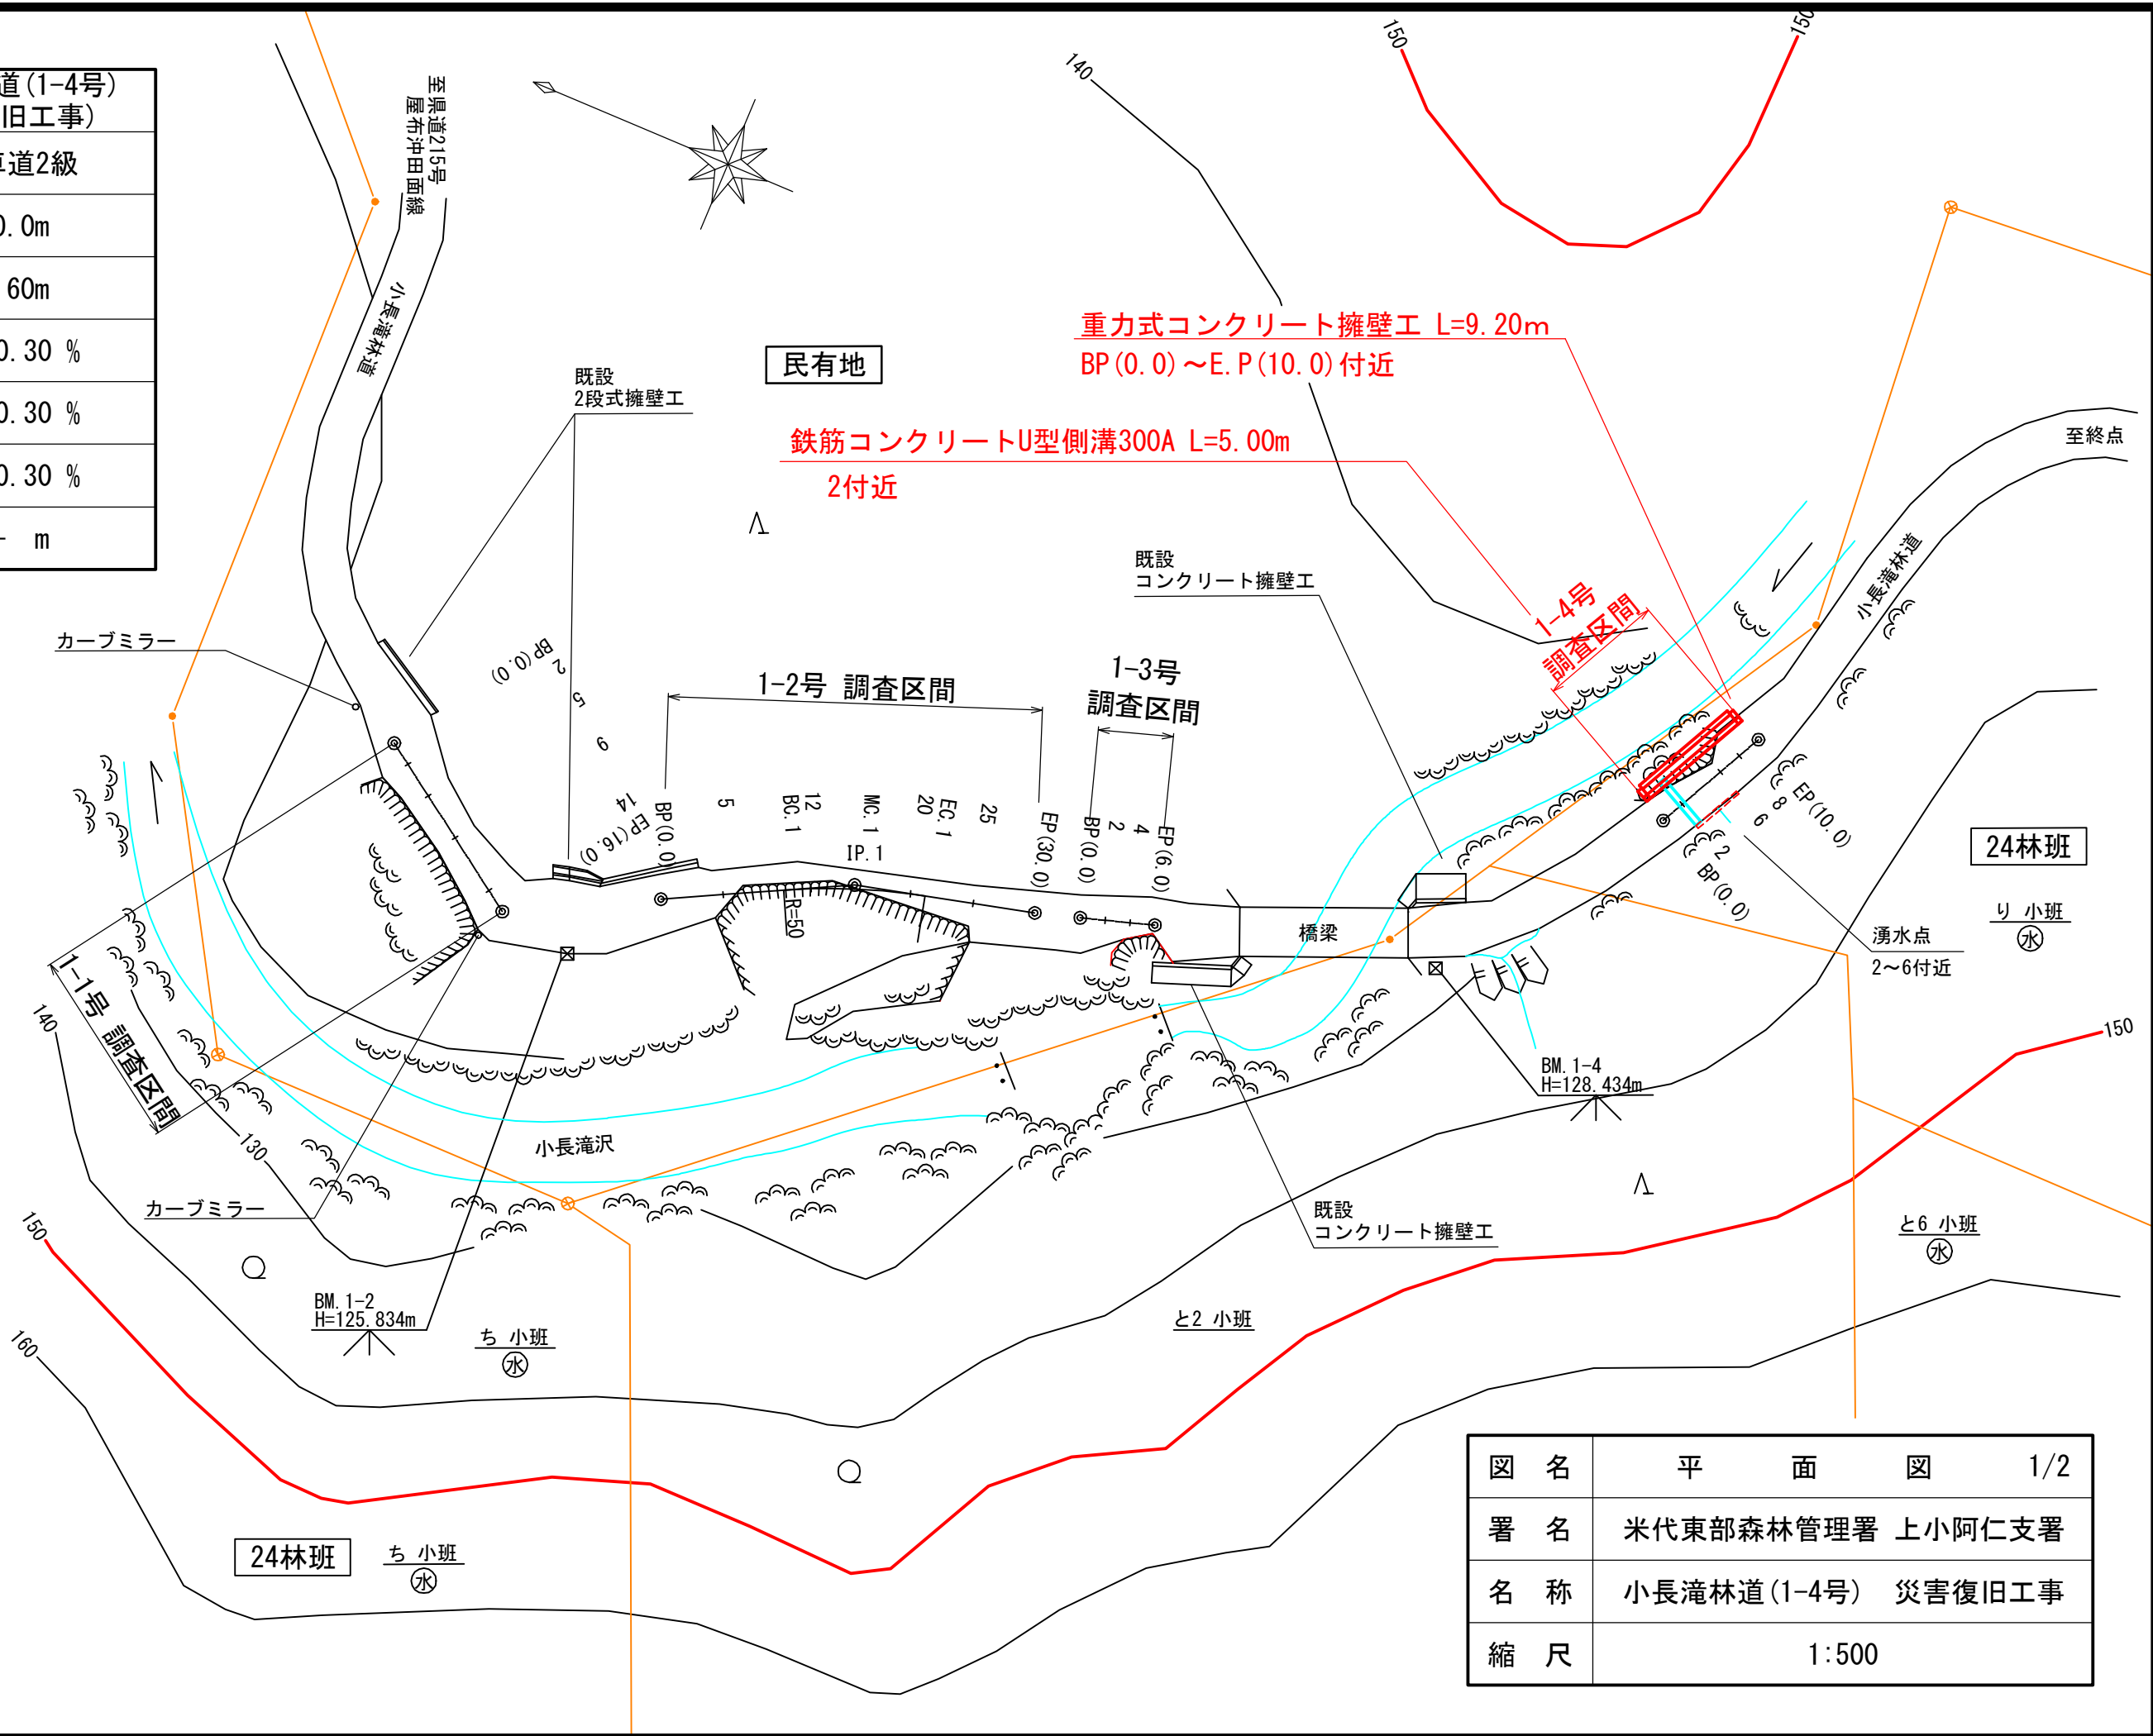 道(1-4号)
旧工事)
道2級
0.0m
60m
0.30 %
0.30 %
0.30 %
- m
至県道215号
屋布沖田面線
小長滝林道
140
150
150
民有地
既設
2段式擁壁工
重力式コンクリート擁壁工 L=9.20m
BP(0.0)～E.P(10.0)付近
鉄筋コンクリートU型側溝300A L=5.00m
2付近
至終点
小長滝林道
既設
コンクリート擁壁工
1-4号
調査区間
カーブミラー
BP(0.0)
2
5
9
14
EP(16.0)
1-2号 調査区間
BP(0.0)
5
BC.1
12
MC.1
20
EC.1
25
EP(30.0)
IP.1
R=50
1-3号
調査区間
BP(0.0)
2
4
EP(6.0)
橋梁
EP(10.0)
8
6
2
BP(0.0)
24林班
り 小班
水
湧水点
2～6付近
1-1号 調査区間
140
130
小長滝沢
カーブミラー
BM.1-4
H=128.434m
150
既設
コンクリート擁壁工
と6 小班
水
150
BM.1-2
H=125.834m
ち 小班
水
と2 小班
160
24林班
ち 小班
水
図 名 平 面 図 1/2
署 名 米代東部森林管理署 上小阿仁支署
名 称 小長滝林道(1-4号) 災害復旧工事
縮 尺 1:500